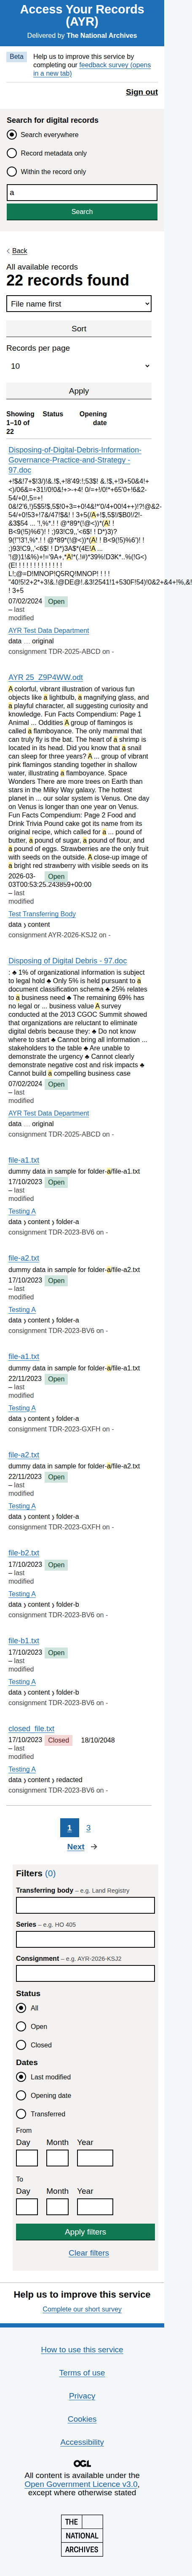 Access Your Records
(AYR)
Delivered by The National Archives
Beta
Help us to improve this service by
completing our feedback survey (opens
in a new tab)
Sign out
Search for digital records
Search everywhere
Record metadata only
Within the record only
a
Search
Back
All available records
22 records found
File name first
Sort
Records per page
10
Apply
Showing 1–10 of 22
Status
Opening date
Disposing-of-Digital-Debris-Information-
Governance-Practice-and-Strategy -
97.doc
07/02/2024 – last modified
Open
AYR Test Data Department
data … original
consignment TDR-2025-ABCD on -
AYR 25_Z9P4WW.odt
A colorful, vibrant illustration of various fun
objects like a lightbulb, a magnifying glass, and
a playful character, all suggesting curiosity and
knowledge. Fun Facts Compendium: Page 1
Animal ... Oddities A group of flamingos is
called a flamboyance. The only mammal that
can truly fly is the bat. The heart of a shrimp is
located in its head. Did you know that a snail
can sleep for three years? A ... group of vibrant
pink flamingos standing together in shallow
water, illustrating a flamboyance. Space
Wonders There are more trees on Earth than
stars in the Milky Way galaxy. The hottest
planet in ... our solar system is Venus. One day
on Venus is longer than one year on Venus.
Fun Facts Compendium: Page 2 Food and
Drink Trivia Pound cake got its name from its
original recipe, which called for a ... pound of
butter, a pound of sugar, a pound of flour, and
a pound of eggs. Strawberries are the only fruit
with seeds on the outside. A close-up image of
a bright red strawberry with visible seeds on its
2026-03-03T00:53:25.243859+00:00 – last modified
Open
Test Transferring Body
data › content
consignment AYR-2026-KSJ2 on -
Disposing of Digital Debris - 97.doc
: ♣ 1% of organizational information is subject
to legal hold ♣ Only 5% is held pursuant to a
document classification schema ♣ 25% relates
to a business need ♣ The remaining 69% has
no legal or ... business value A survey
conducted at the 2013 CGOC Summit showed
that organizations are reluctant to eliminate
digital debris because they: ♣ Do not know
where to start ♣ Cannot bring all information ...
stakeholders to the table ♣ Are unable to
demonstrate the urgency ♣ Cannot clearly
demonstrate negative cost and risk impacts ♣
Cannot build a compelling business case
07/02/2024 – last modified
Open
AYR Test Data Department
data … original
consignment TDR-2025-ABCD on -
file-a1.txt
dummy data in sample for folder-a/file-a1.txt
17/10/2023 – last modified
Open
Testing A
data › content › folder-a
consignment TDR-2023-BV6 on -
file-a2.txt
dummy data in sample for folder-a/file-a2.txt
17/10/2023 – last modified
Open
Testing A
data › content › folder-a
consignment TDR-2023-BV6 on -
file-a1.txt
dummy data in sample for folder-a/file-a1.txt
22/11/2023 – last modified
Open
Testing A
data › content › folder-a
consignment TDR-2023-GXFH on -
file-a2.txt
dummy data in sample for folder-a/file-a2.txt
22/11/2023 – last modified
Open
Testing A
data › content › folder-a
consignment TDR-2023-GXFH on -
file-b2.txt
17/10/2023 – last modified
Open
Testing A
data › content › folder-b
consignment TDR-2023-BV6 on -
file-b1.txt
17/10/2023 – last modified
Open
Testing A
data › content › folder-b
consignment TDR-2023-BV6 on -
closed_file.txt
17/10/2023 – last modified
Closed
18/10/2048
Testing A
data › content › redacted
consignment TDR-2023-BV6 on -
1
3
Next →
Filters (0)
Transferring body – e.g. Land Registry
Series – e.g. HO 405
Consignment – e.g. AYR-2026-KSJ2
Status
All
Open
Closed
Dates
Last modified
Opening date
Transferred
From
Day Month Year
To
Day Month Year
Apply filters
Clear filters
Help us to improve this service
Complete our short survey
How to use this service
Terms of use
Privacy
Cookies
Accessibility
OGL
All content is available under the
Open Government Licence v3.0,
except where otherwise stated
THE
NATIONAL
ARCHIVES